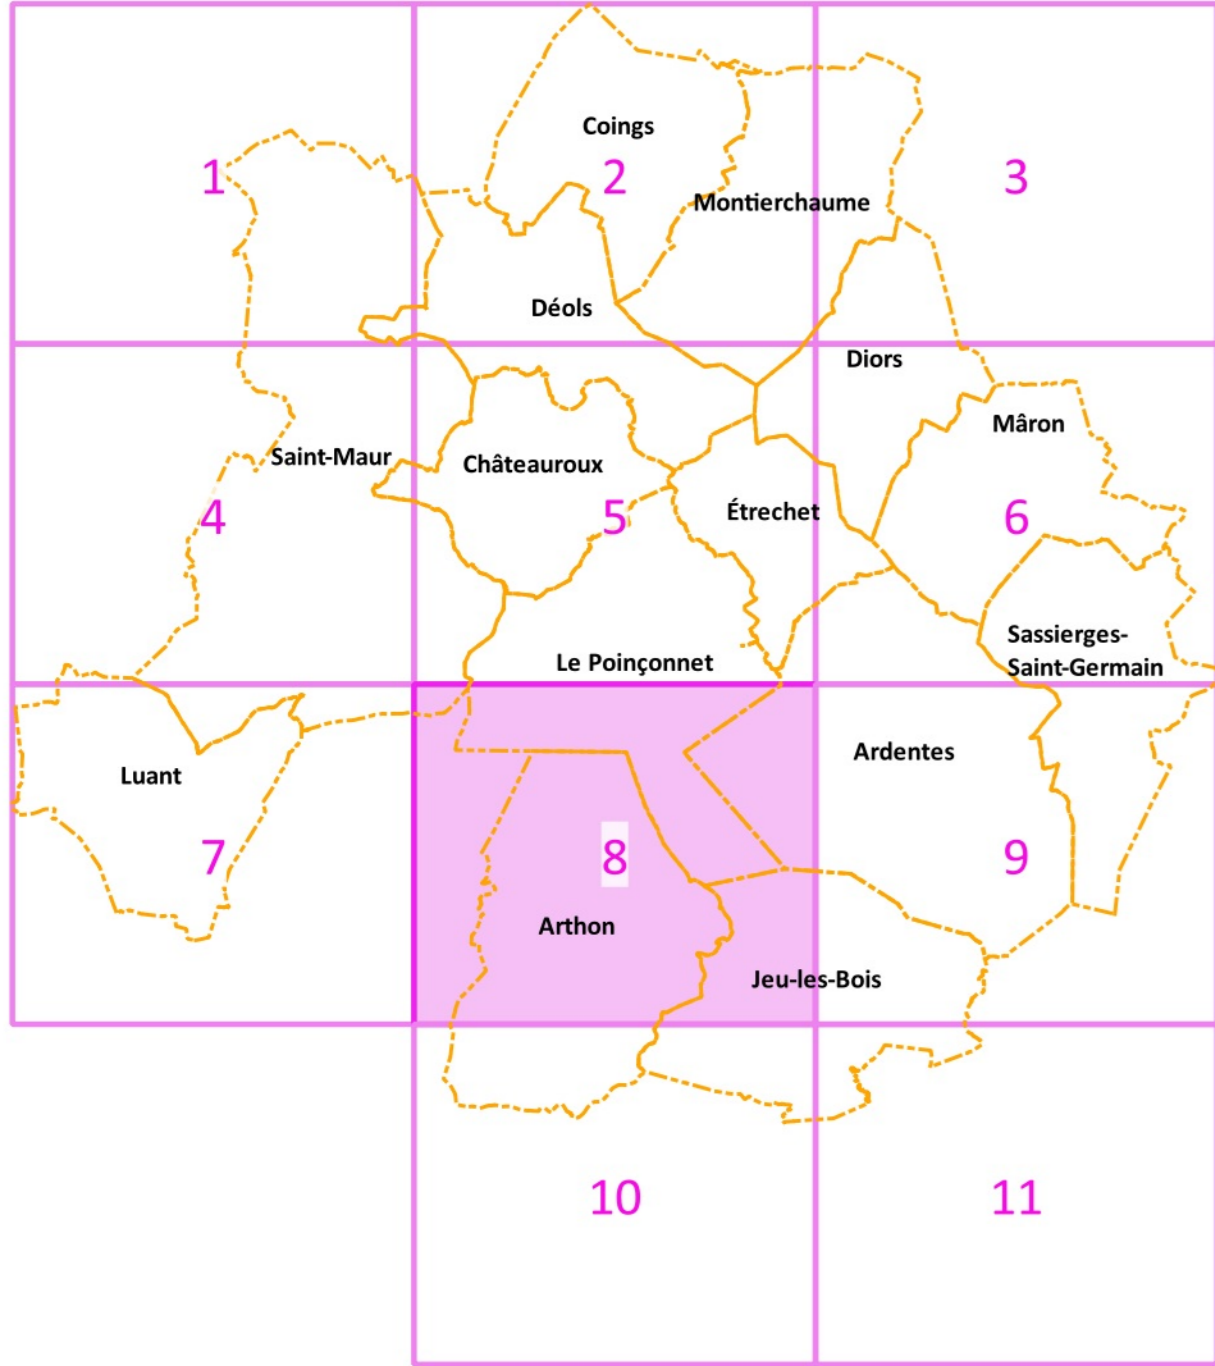 Coings
1
2
3
Montierchaume
Déols
Diors
Mâron
Saint-Maur
Châteauroux
Étrechet
4
5
6
Sassierges-
Saint-Germain
Le Poinçonnet
Ardentes
Luant
7
8
9
Arthon
Jeu-les-Bois
10
11